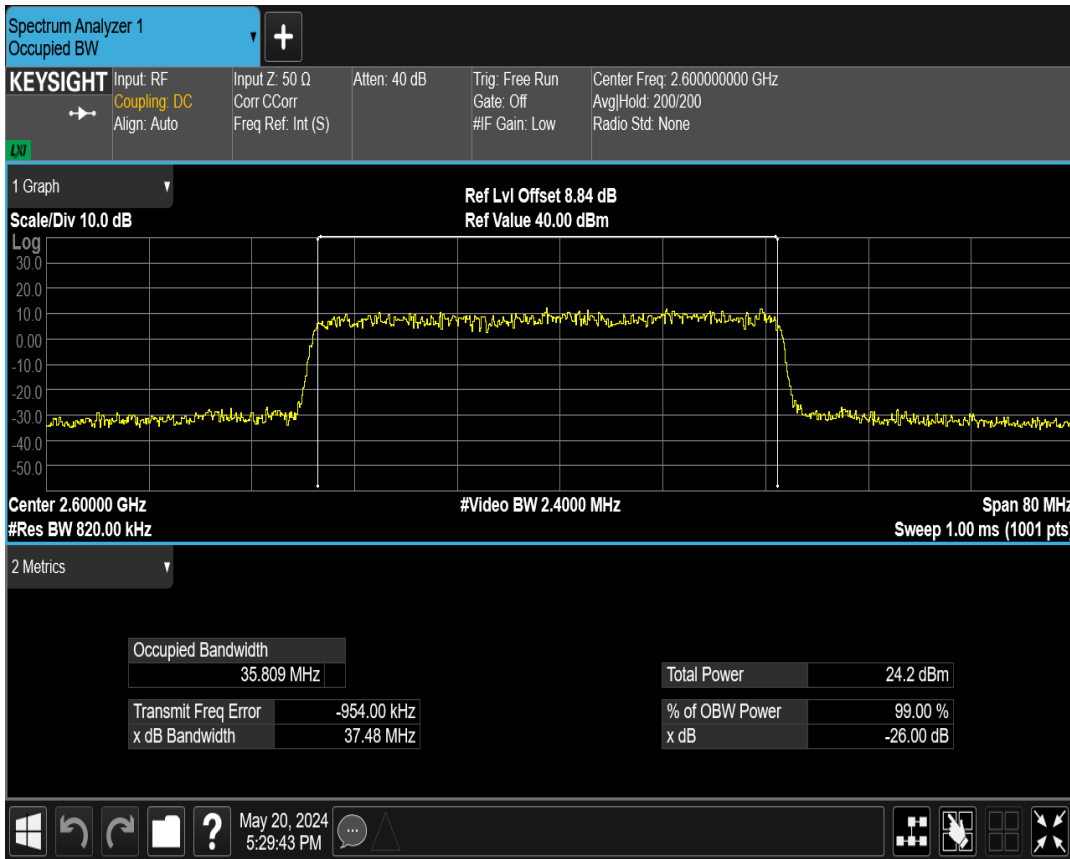 Spectrum Analyzer 1
Occupied BW
+
KEYSIGHT
LXI
Input: RF
Coupling: DC
Align: Auto
Input Z: 50 Ω
Corr CCorr
Freq Ref: Int (S)
Atten: 40 dB
Trig: Free Run
Gate: Off
#IF Gain: Low
Center Freq: 2.600000000 GHz
Avg|Hold: 200/200
Radio Std: None
1 Graph
Scale/Div 10.0 dB
Ref Lvl Offset 8.84 dB
Ref Value 40.00 dBm
Log
30.0
20.0
10.0
0.00
-10.0
-20.0
-30.0
-40.0
-50.0
Center 2.60000 GHz
#Video BW 2.4000 MHz
Span 80 MHz
#Res BW 820.00 kHz
Sweep 1.00 ms (1001 pts)
2 Metrics
Occupied Bandwidth
35.809 MHz
Total Power 24.2 dBm
Transmit Freq Error -954.00 kHz
% of OBW Power 99.00 %
x dB Bandwidth 37.48 MHz
x dB -26.00 dB
?
May 20, 2024
5:29:43 PM